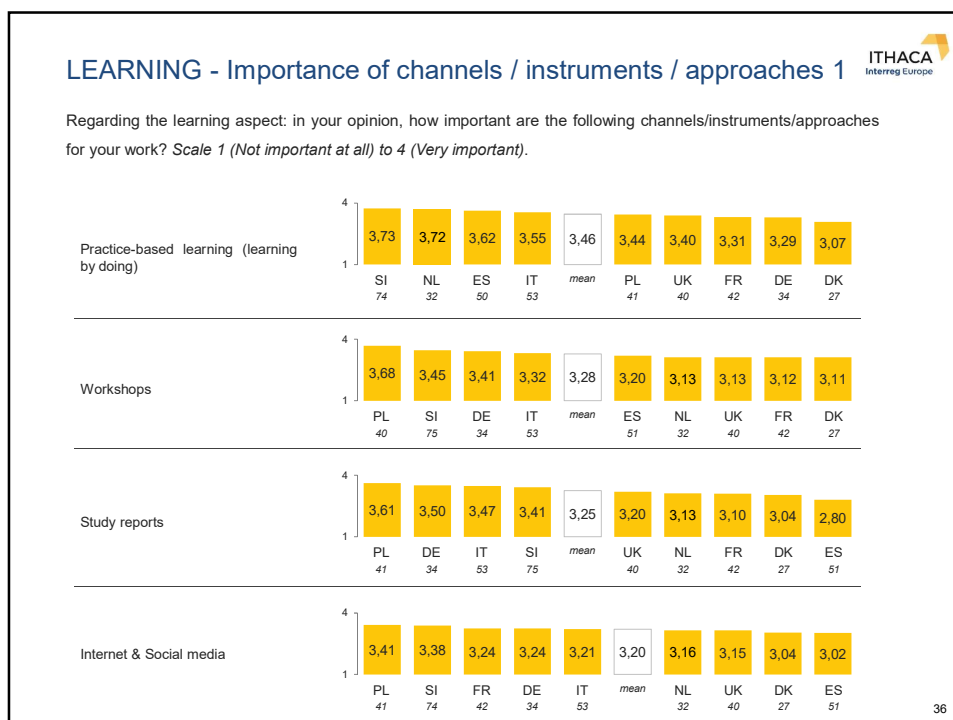 LEARNING - Importance of channels / instruments / approaches 1
ITHACA
Interreg Europe
Regarding the learning aspect: in your opinion, how important are the following channels/instruments/approaches
for your work? Scale 1 (Not important at all) to 4 (Very important).
Practice-based learning (learning
by doing)
4
1
3,73 3,72 3,62 3,55 3,46 3,44 3,40 3,31 3,29 3,07
SI NL ES IT mean PL UK FR DE DK
74 32 50 53 41 40 42 34 27
Workshops
4
1
3,68 3,45 3,41 3,32 3,28 3,20 3,13 3,13 3,12 3,11
PL SI DE IT mean ES NL UK FR DK
40 75 34 53 51 32 40 42 27
Study reports
4
1
3,61 3,50 3,47 3,41 3,25 3,20 3,13 3,10 3,04 2,80
PL DE IT SI mean UK NL FR DK ES
41 34 53 75 40 32 42 27 51
Internet & Social media
4
1
3,41 3,38 3,24 3,24 3,21 3,20 3,16 3,15 3,04 3,02
PL SI FR DE IT mean NL UK DK ES
41 74 42 34 53 32 40 27 51
36